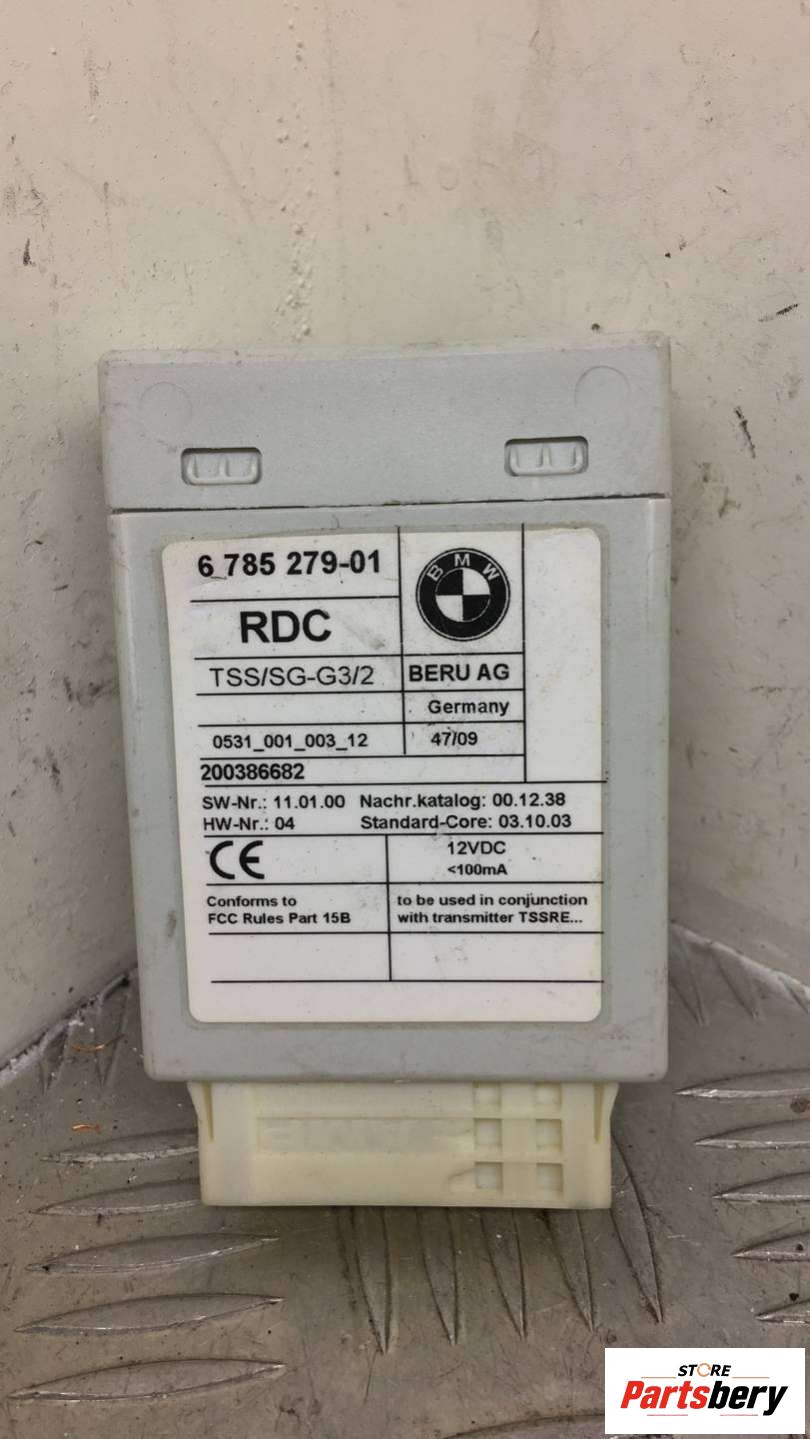 6 785 279-01
BMW
RDC
TSS/SG-G3/2
BERU AG
Germany
0531_001_003_12
47/09
200386682
SW-Nr.: 11.01.00 Nachr.katalog: 00.12.38
HW-Nr.: 04 Standard-Core: 03.10.03
CE
12VDC
<100mA
Conforms to
FCC Rules Part 15B
to be used in conjunction
with transmitter TSSRE...
STORE
Partsbery